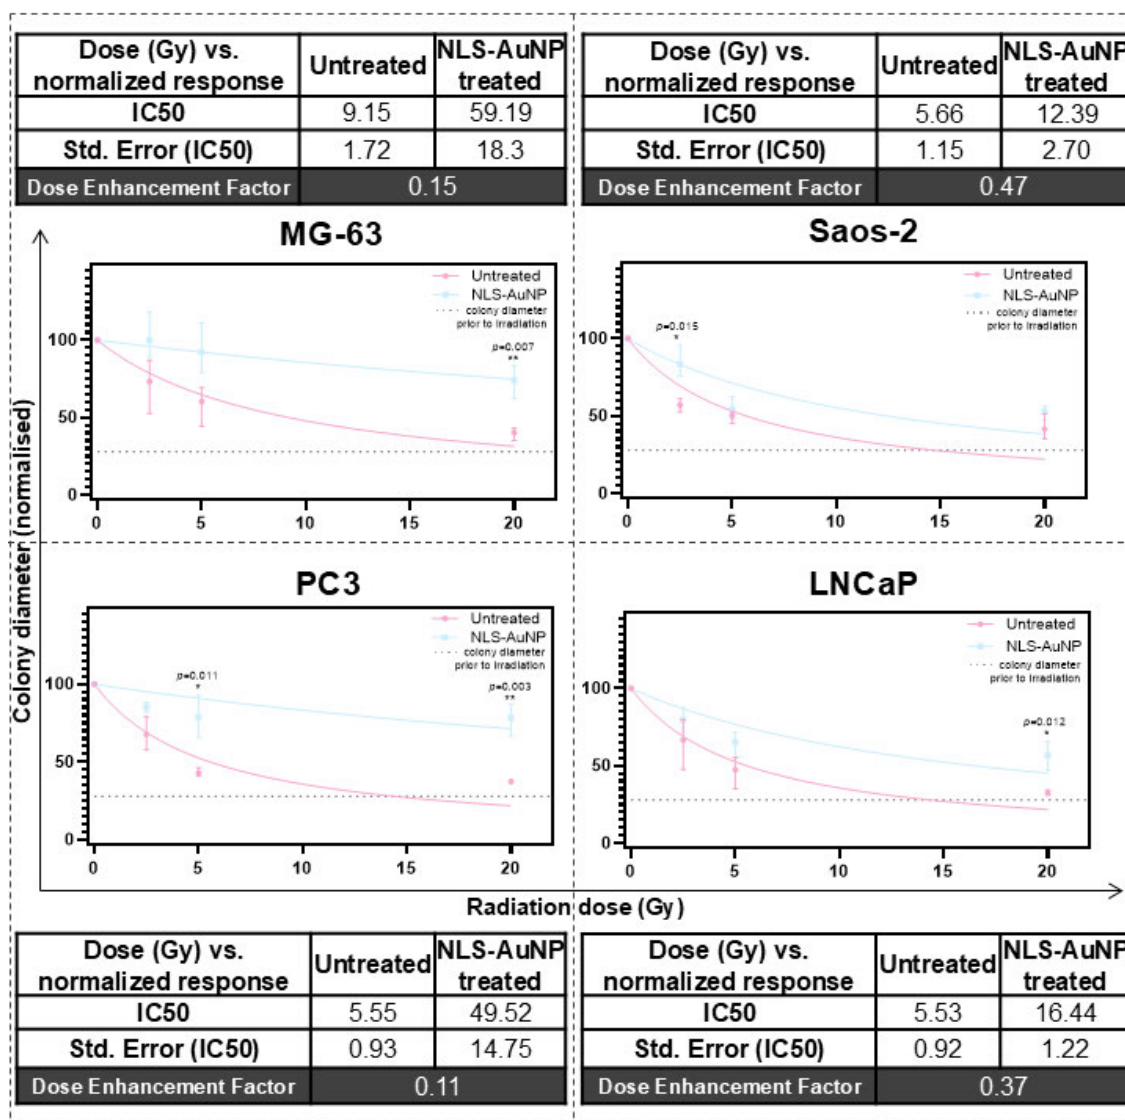 Dose (Gy) vs.
normalized response
Untreated
NLS-AuNP
treated
IC50
9.15
59.19
Std. Error (IC50)
1.72
18.3
Dose Enhancement Factor
0.15
Dose (Gy) vs.
normalized response
Untreated
NLS-AuNP
treated
IC50
5.66
12.39
Std. Error (IC50)
1.15
2.70
Dose Enhancement Factor
0.47
Colony diameter (normalised)
MG-63
Untreated
NLS-AuNP
colony diameter
prior to irradiation
p=0.007
**
100
50
0
0 5 10 15 20
Saos-2
Untreated
NLS-AuNP
colony diameter
prior to irradiation
p=0.015
*
100
50
0
0 5 10 15 20
PC3
Untreated
NLS-AuNP
colony diameter
prior to irradiation
p=0.011
*
p=0.003
**
100
50
0
0 5 10 15 20
LNCaP
Untreated
NLS-AuNP
colony diameter
prior to irradiation
p=0.012
*
100
50
0
0 5 10 15 20
Radiation dose (Gy)
Dose (Gy) vs.
normalized response
Untreated
NLS-AuNP
treated
IC50
5.55
49.52
Std. Error (IC50)
0.93
14.75
Dose Enhancement Factor
0.11
Dose (Gy) vs.
normalized response
Untreated
NLS-AuNP
treated
IC50
5.53
16.44
Std. Error (IC50)
0.92
1.22
Dose Enhancement Factor
0.37